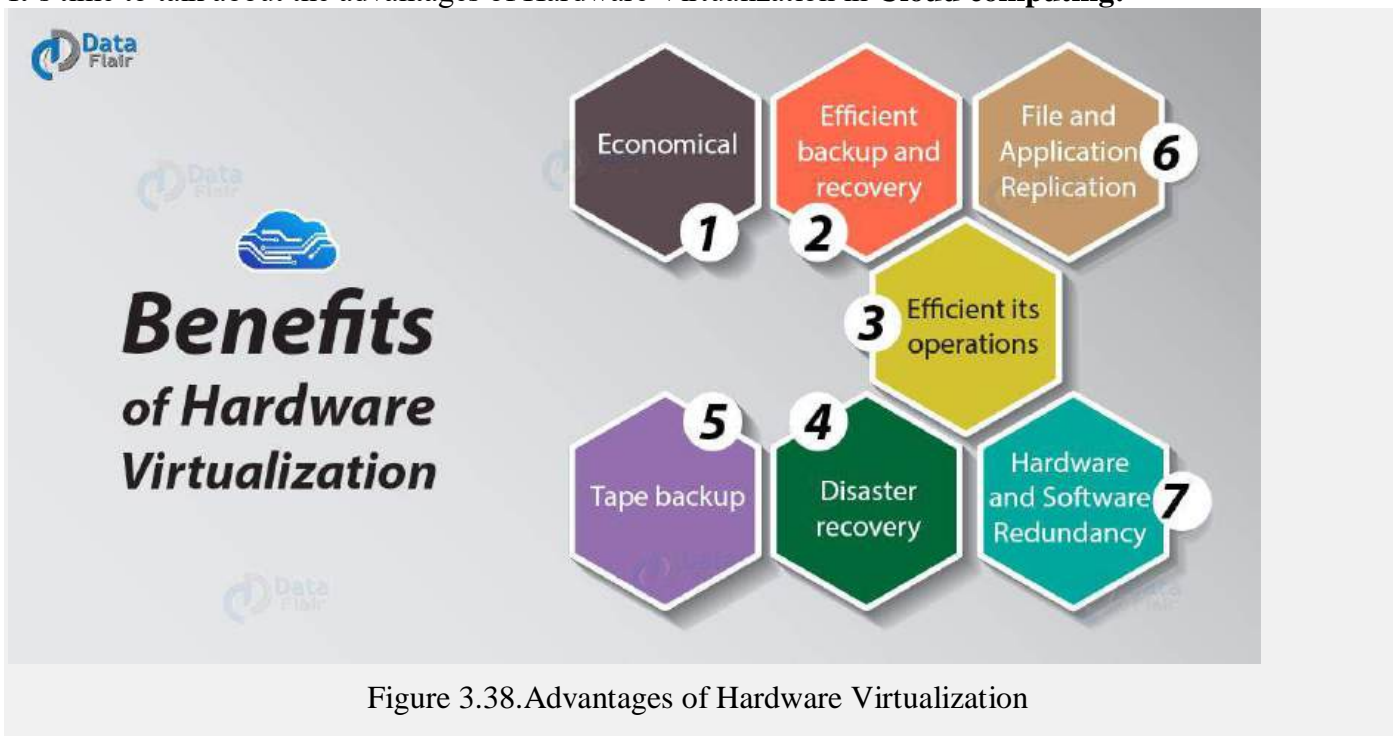 Data
Flair
Benefits
of Hardware
Virtualization
Economical
1
Efficient
backup and
recovery
2
Efficient its
operations
3
Disaster
recovery
4
Tape backup
5
File and
Application
Replication
6
Hardware
and Software
Redundancy
7
Figure 3.38.Advantages of Hardware Virtualization